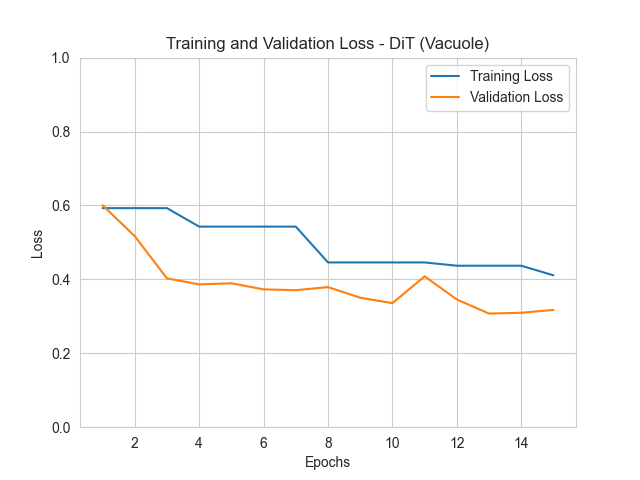 Training and Validation Loss - DiT (Vacuole)
Training Loss
Validation Loss
Loss
1.0
0.8
0.6
0.4
0.2
0.0
2 4 6 8 10 12 14
Epochs